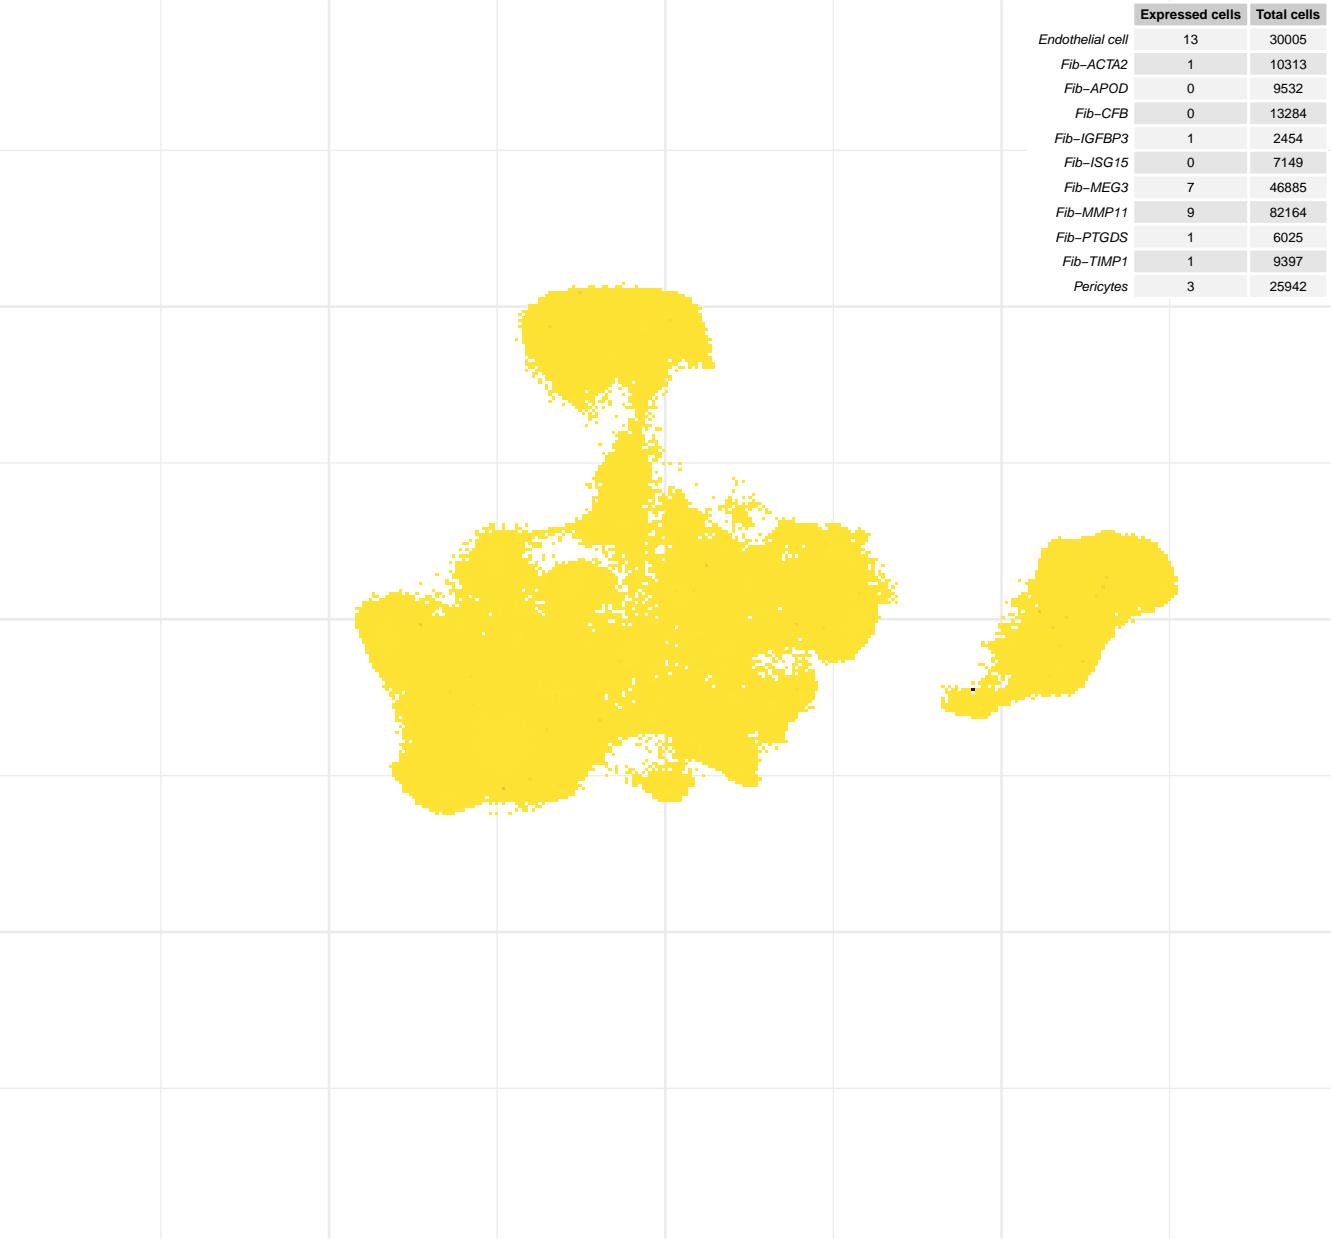 Expressed cells Total cells
Endothelial cell 13 30005
Fib−ACTA2 1 10313
Fib−APOD 0 9532
Fib−CFB 0 13284
Fib−IGFBP3 1 2454
Fib−ISG15 0 7149
Fib−MEG3 7 46885
Fib−MMP11 9 82164
Fib−PTGDS 1 6025
Fib−TIMP1 1 9397
Pericytes 3 25942